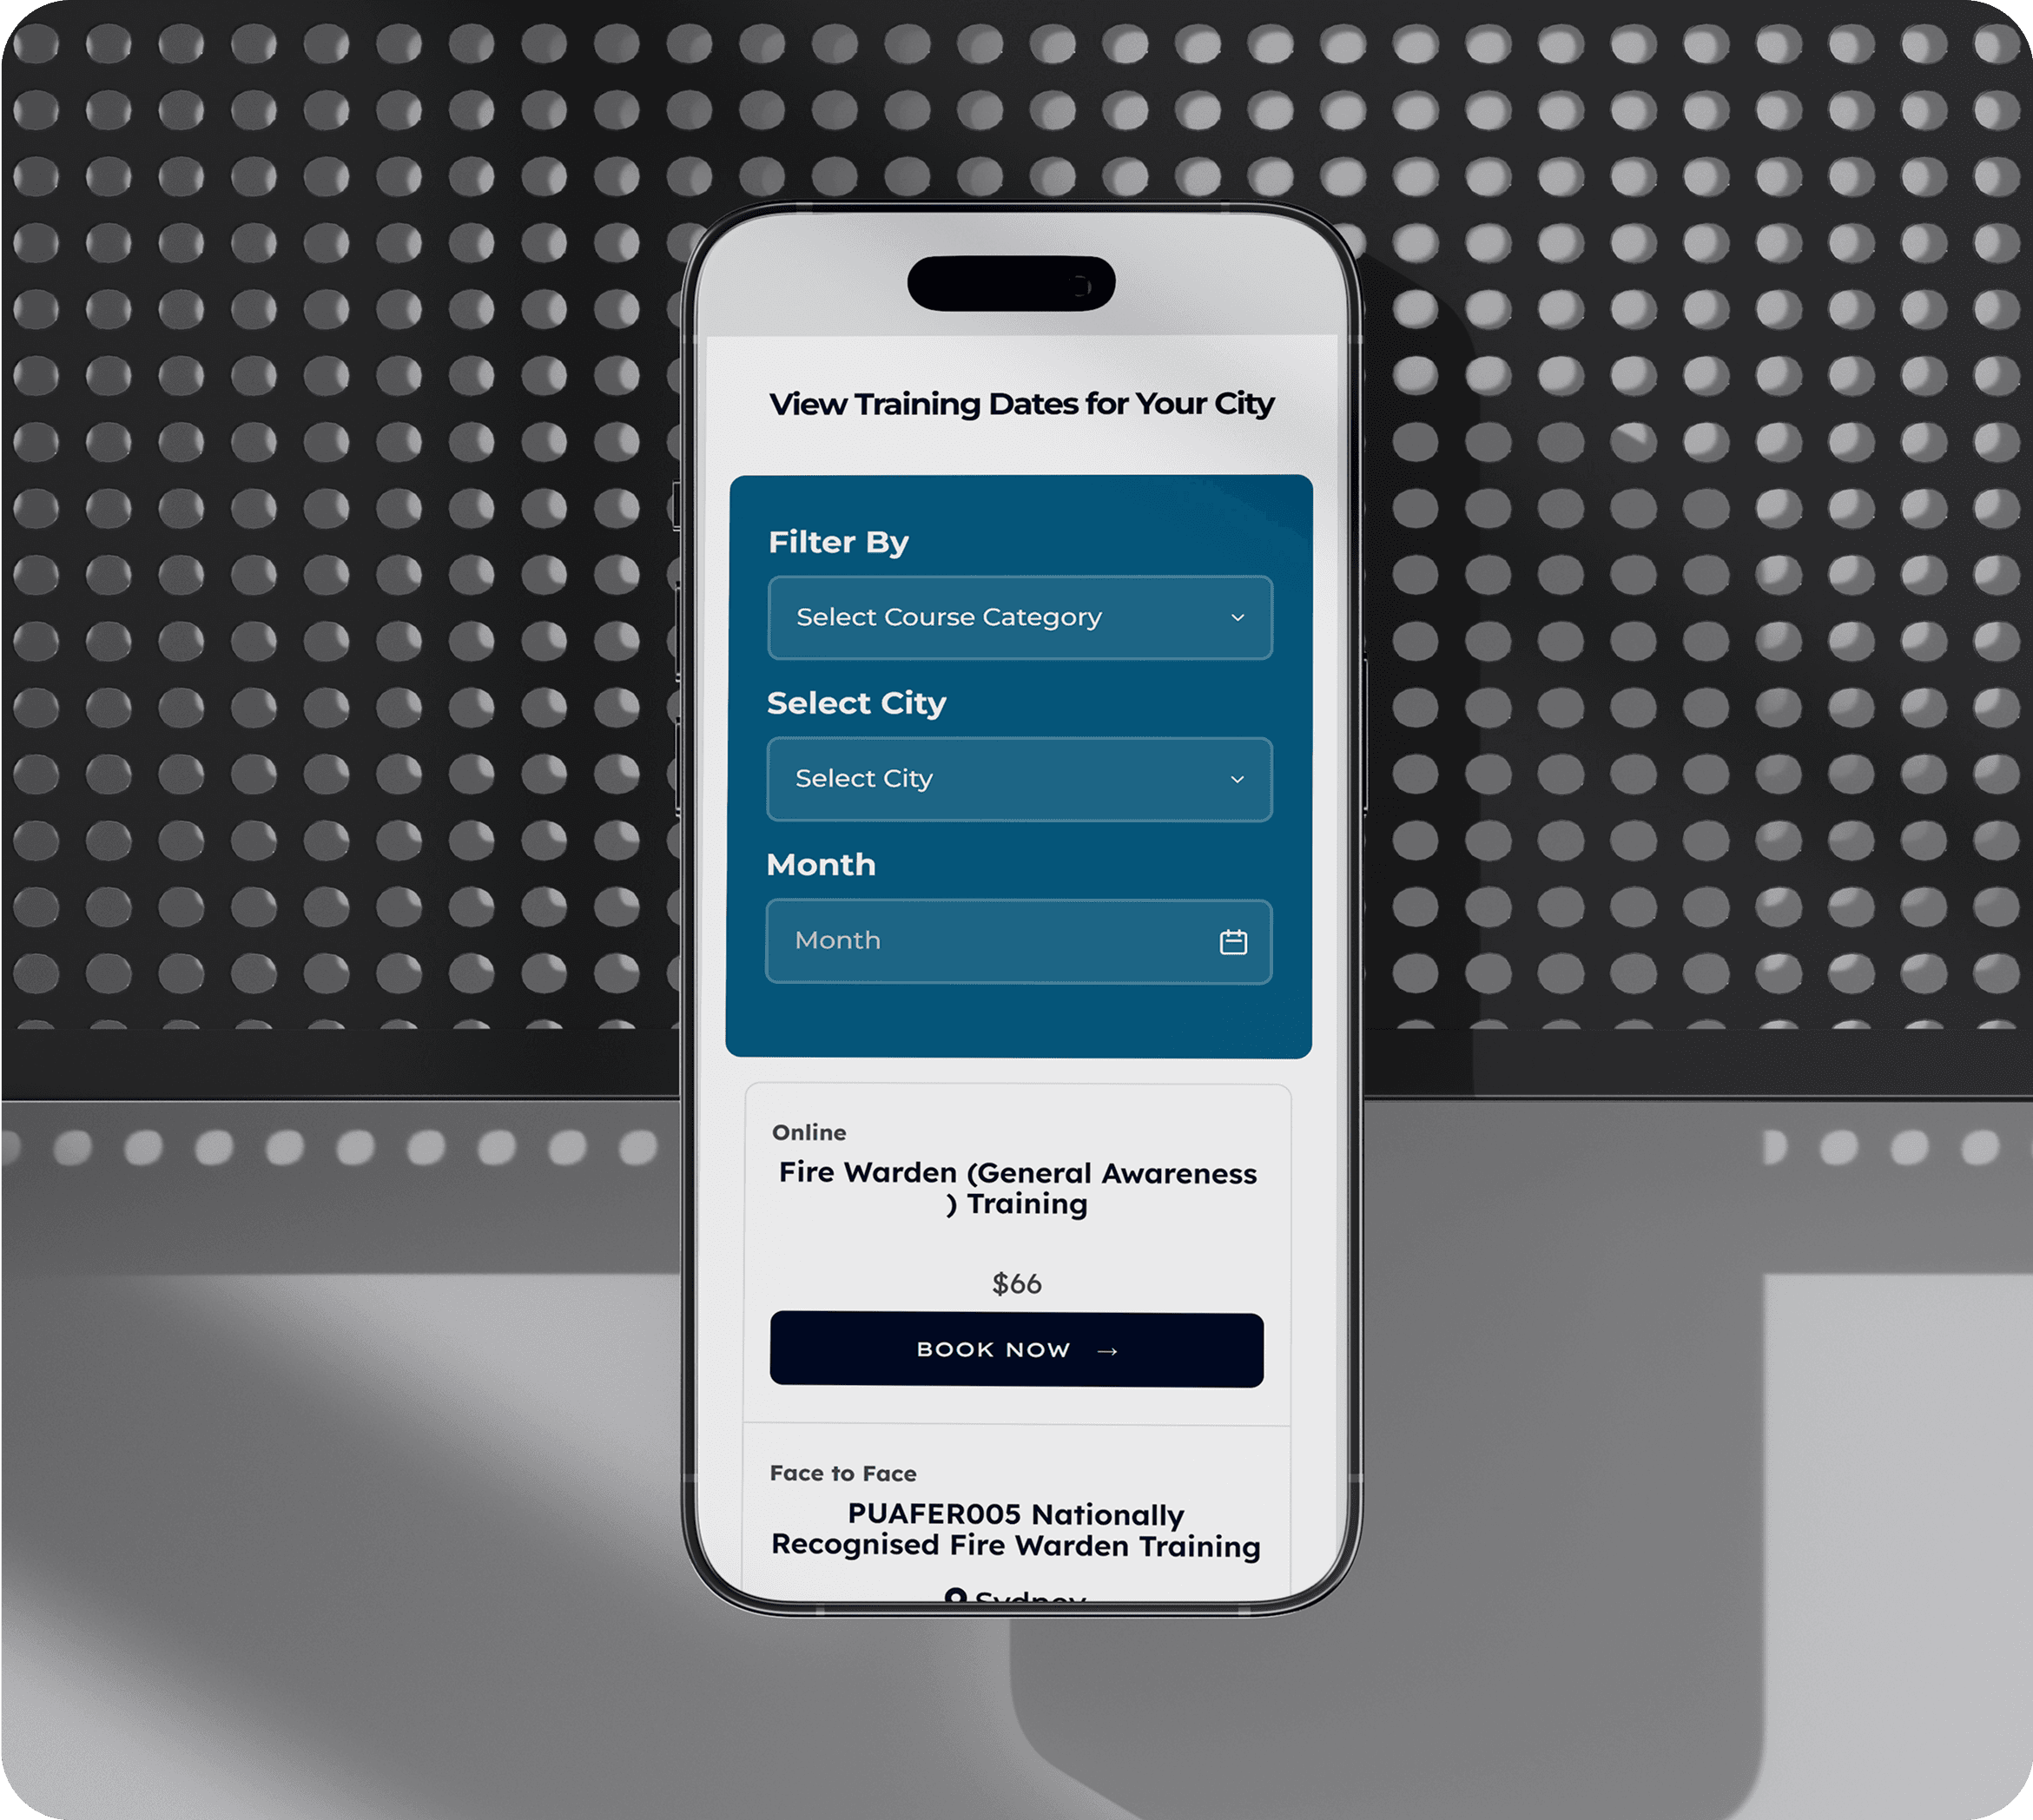 View Training Dates for Your City
Filter By
Select Course Category
Select City
Select City
Month
Month
Online
Fire Warden (General Awareness
) Training
$66
BOOK NOW →
Face to Face
PUAFER005 Nationally
Recognised Fire Warden Training
Sydney